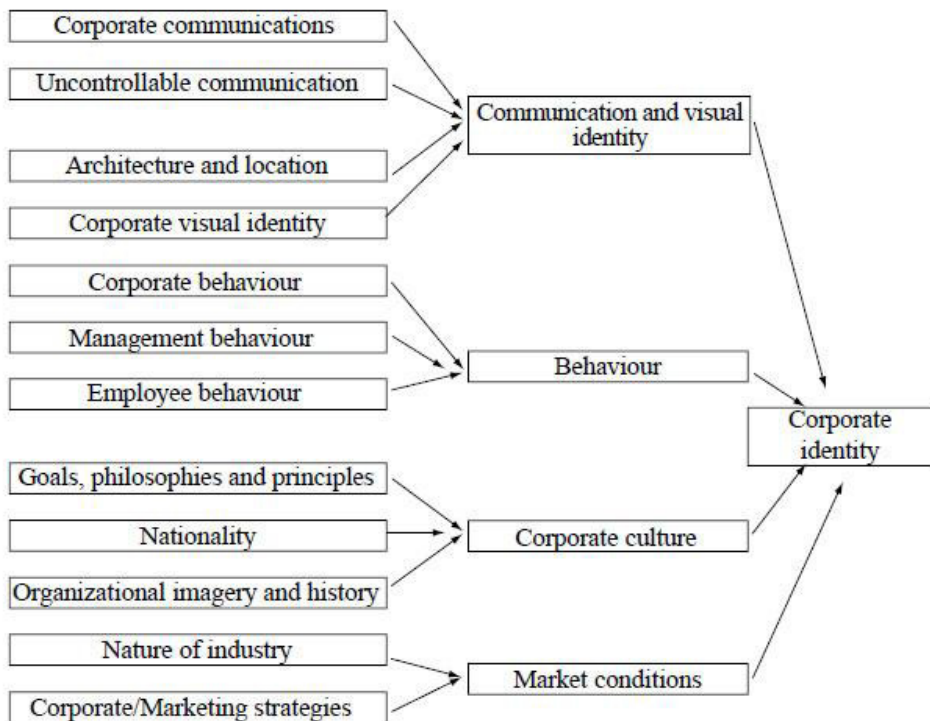 Corporate communications
Uncontrollable communication
Architecture and location
Corporate visual identity
Corporate behaviour
Management behaviour
Employee behaviour
Goals, philosophies and principles
Nationality
Organizational imagery and history
Nature of industry
Corporate/Marketing strategies
Communication and visual
identity
Behaviour
Corporate culture
Market conditions
Corporate
identity